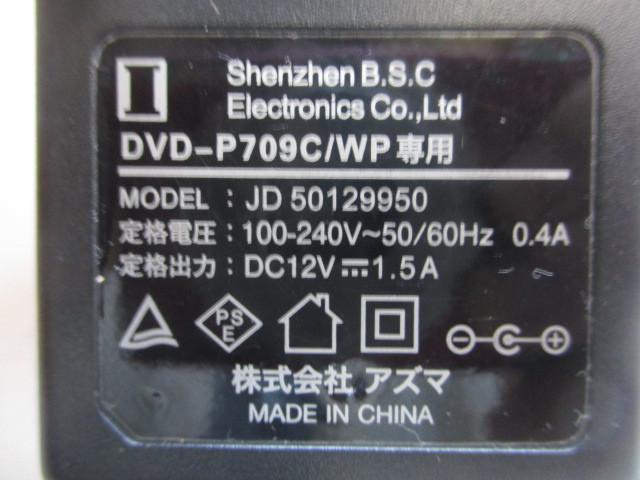 Shenzhen B.S.C
Electronics Co.,Ltd
DVD-P709C/WP専用
MODEL : JD 50129950
定格電圧 : 100-240V~50/60Hz 0.4A
定格出力 : DC12V⎓1.5A
PS
E
株式会社 アズマ
MADE IN CHINA